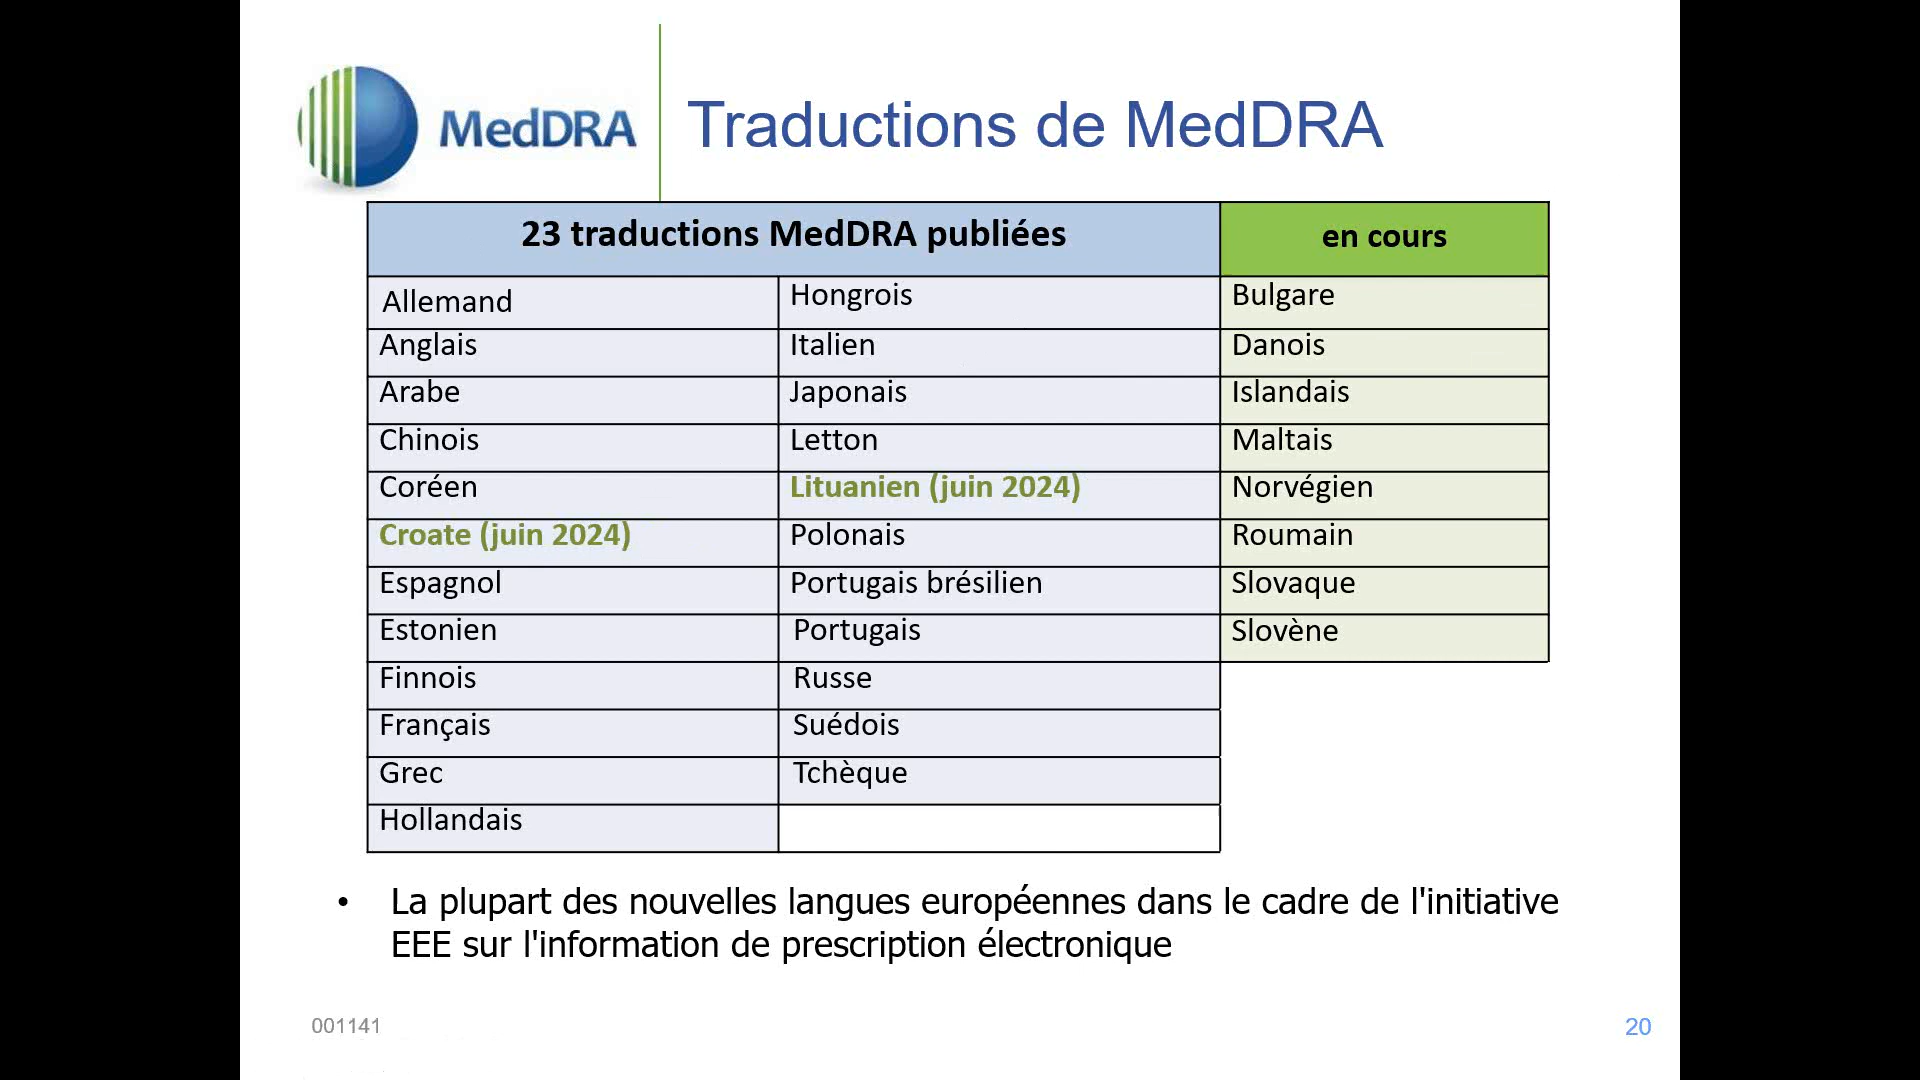 MedDRA
Traductions de MedDRA
23 traductions MedDRA publiées
en cours
Allemand
Hongrois
Bulgare
Anglais
Italien
Danois
Arabe
Japonais
Islandais
Chinois
Letton
Maltais
Coréen
Lituanien (juin 2024)
Norvégien
Croate (juin 2024)
Polonais
Roumain
Espagnol
Portugais brésilien
Slovaque
Estonien
Portugais
Slovène
Finnois
Russe
Français
Suédois
Grec
Tchèque
Hollandais
• La plupart des nouvelles langues européennes dans le cadre de l'initiative
EEE sur l'information de prescription électronique
001141
20